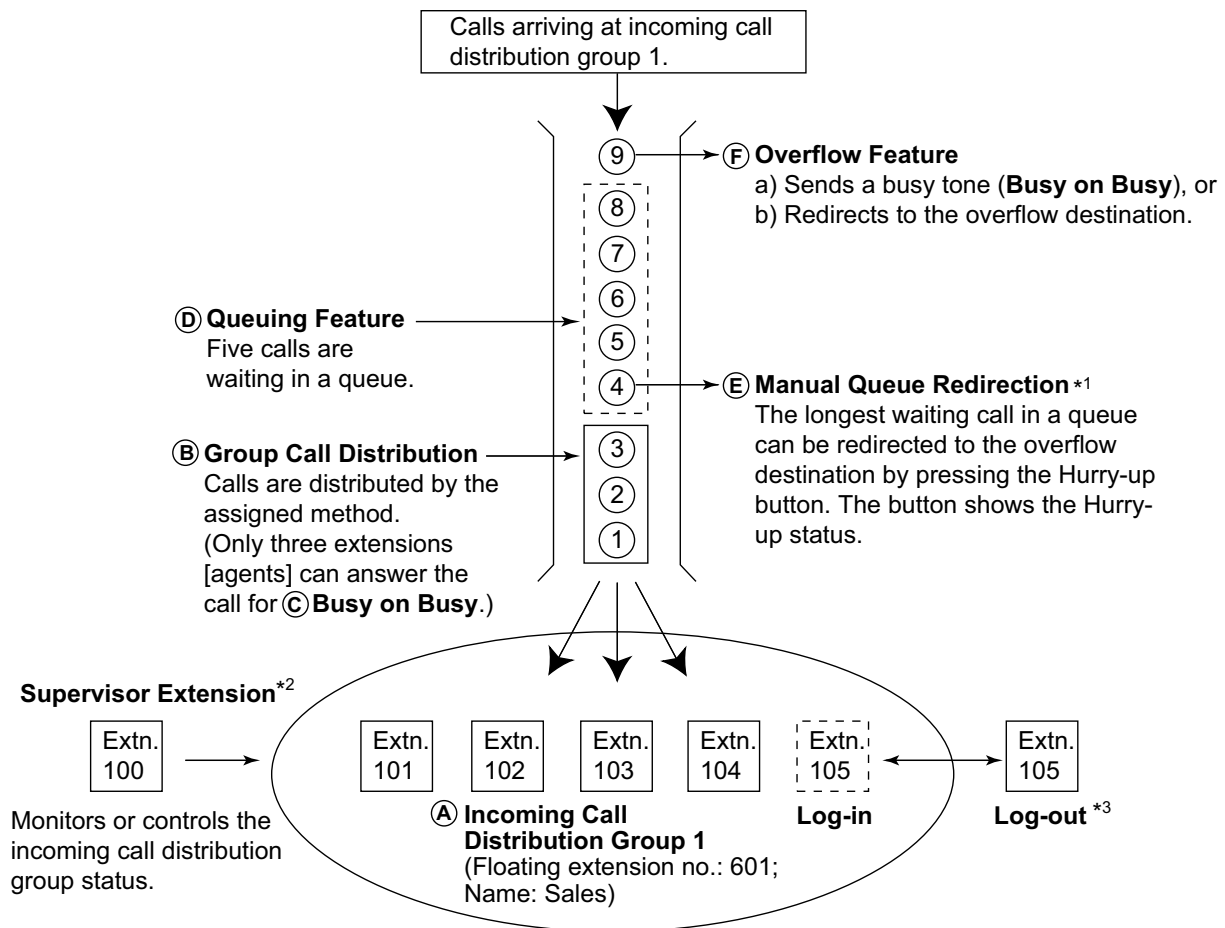 Calls arriving at incoming call
distribution group 1.
9
F Overflow Feature
a) Sends a busy tone (Busy on Busy), or
b) Redirects to the overflow destination.
8
7
6
5
4
D Queuing Feature
Five calls are
waiting in a queue.
E Manual Queue Redirection *1
The longest waiting call in a queue
can be redirected to the overflow
destination by pressing the Hurry-up
button. The button shows the Hurry-
up status.
B Group Call Distribution
Calls are distributed by the
assigned method.
(Only three extensions
[agents] can answer the
call for C Busy on Busy.)
3
2
1
Supervisor Extension*2
Extn.
100
Monitors or controls the
incoming call distribution
group status.
Extn.
101
Extn.
102
Extn.
103
Extn.
104
Extn.
105
Log-in
Extn.
105
Log-out *3
A Incoming Call
Distribution Group 1
(Floating extension no.: 601;
Name: Sales)